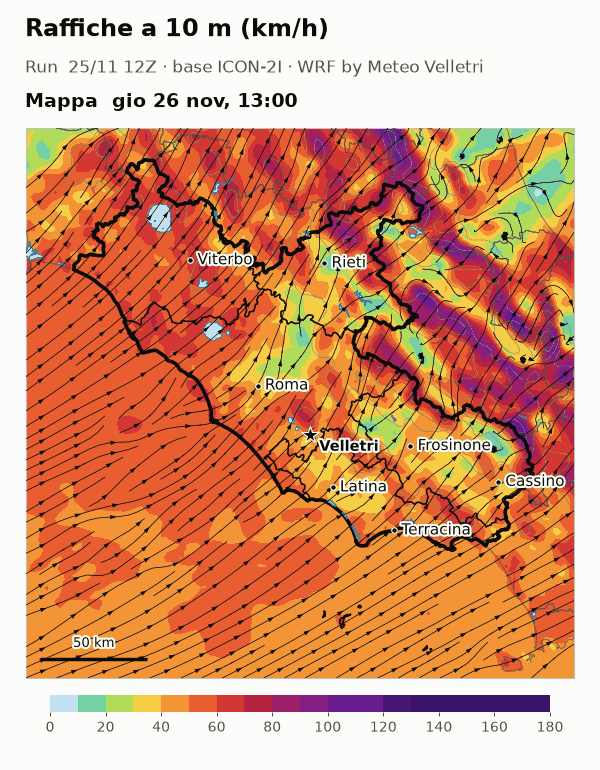 Raffiche a 10 m (km/h)
Run  25/11 12Z · base ICON-2I · WRF by Meteo Velletri
Mappa  gio 26 nov, 13:00
Viterbo
Rieti
Roma
Velletri
Frosinone
Latina
Cassino
Terracina
50 km
0 20 40 60 80 100 120 140 160 180